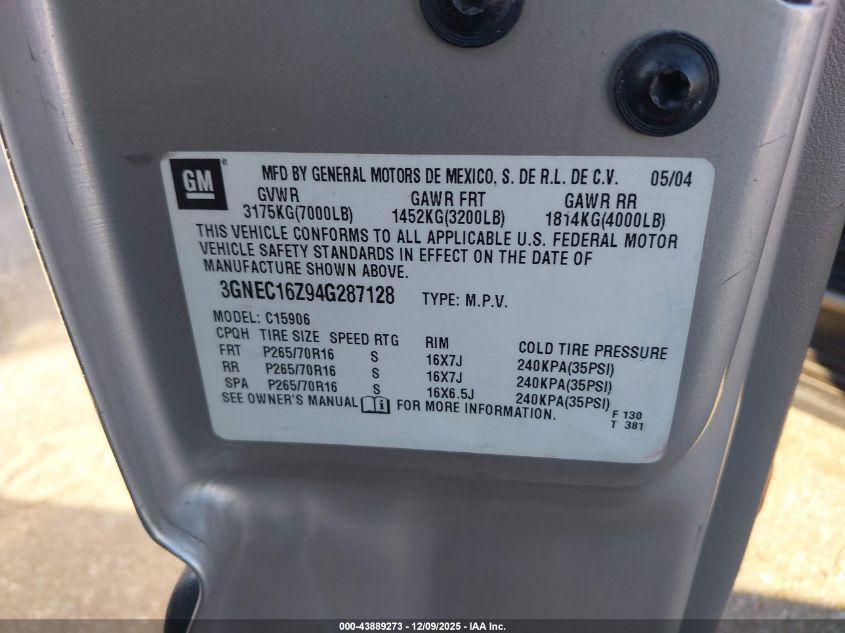 GM ® MFD BY GENERAL MOTORS DE MEXICO, S. DE R.L. DE C.V. 05/04
GVWR GAWR FRT GAWR RR
3175KG(7000LB) 1452KG(3200LB) 1814KG(4000LB)
THIS VEHICLE CONFORMS TO ALL APPLICABLE U.S. FEDERAL MOTOR
VEHICLE SAFETY STANDARDS IN EFFECT ON THE DATE OF
MANUFACTURE SHOWN ABOVE.
3GNEC16Z94G287128 TYPE: M.P.V.
MODEL: C15906
CPQH TIRE SIZE SPEED RTG RIM COLD TIRE PRESSURE
FRT P265/70R16 S 16X7J 240KPA(35PSI)
RR P265/70R16 S 16X7J 240KPA(35PSI)
SPA P265/70R16 S 16X6.5J 240KPA(35PSI)
SEE OWNER'S MANUAL FOR MORE INFORMATION. F 130
T 381
000-43889273 - 12/09/2025 - IAA Inc.